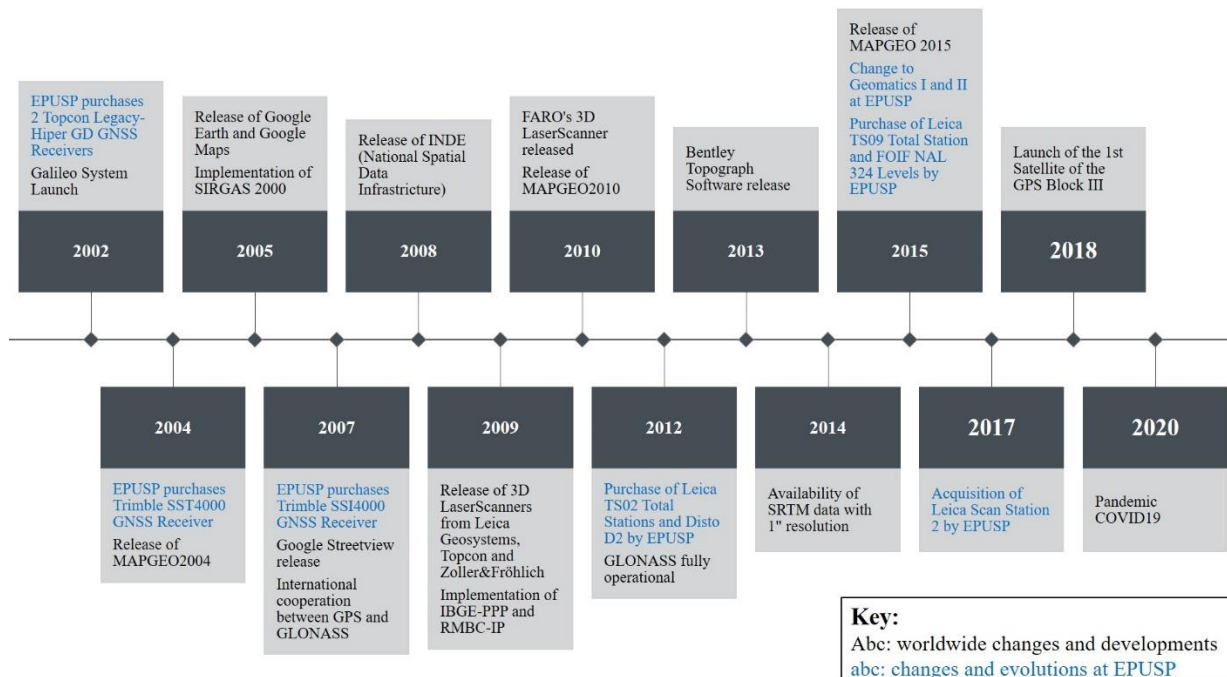 EPUSP purchases
2 Topcon Legacy-
Hiper GD GNSS
Receivers
Galileo System
Launch
2002
Release of Google
Earth and Google
Maps
Implementation of
SIRGAS 2000
2005
Release of INDE
(National Spatial
Data
Infrastricture)
2008
FARO's 3D
LaserScanner
released
Release of
MAPGEO2010
2010
Bentley
Topograph
Software release
2013
Release of
MAPGEO 2015
Change to
Geomatics I and II
at EPUSP
Purchase of Leica
TS09 Total Station
and FOIF NAL
324 Levels by
EPUSP
2015
Launch of the 1st
Satellite of the
GPS Block III
2018
2004
EPUSP purchases
Trimble SST4000
GNSS Receiver
Release of
MAPGEO2004
2007
EPUSP purchases
Trimble SSI4000
GNSS Receiver
Google Streetview
release
International
cooperation
between GPS and
GLONASS
2009
Release of 3D
LaserScanners
from Leica
Geosystems,
Topcon and
Zoller&Fröhlich
Implementation of
IBGE-PPP and
RMBC-IP
2012
Purchase of Leica
TS02 Total
Stations and Disto
D2 by EPUSP
GLONASS fully
operational
2014
Availability of
SRTM data with
1" resolution
2017
Acquisition of
Leica Scan Station
2 by EPUSP
2020
Pandemic
COVID19
Key:
Abc: worldwide changes and developments
abc: changes and evolutions at EPUSP